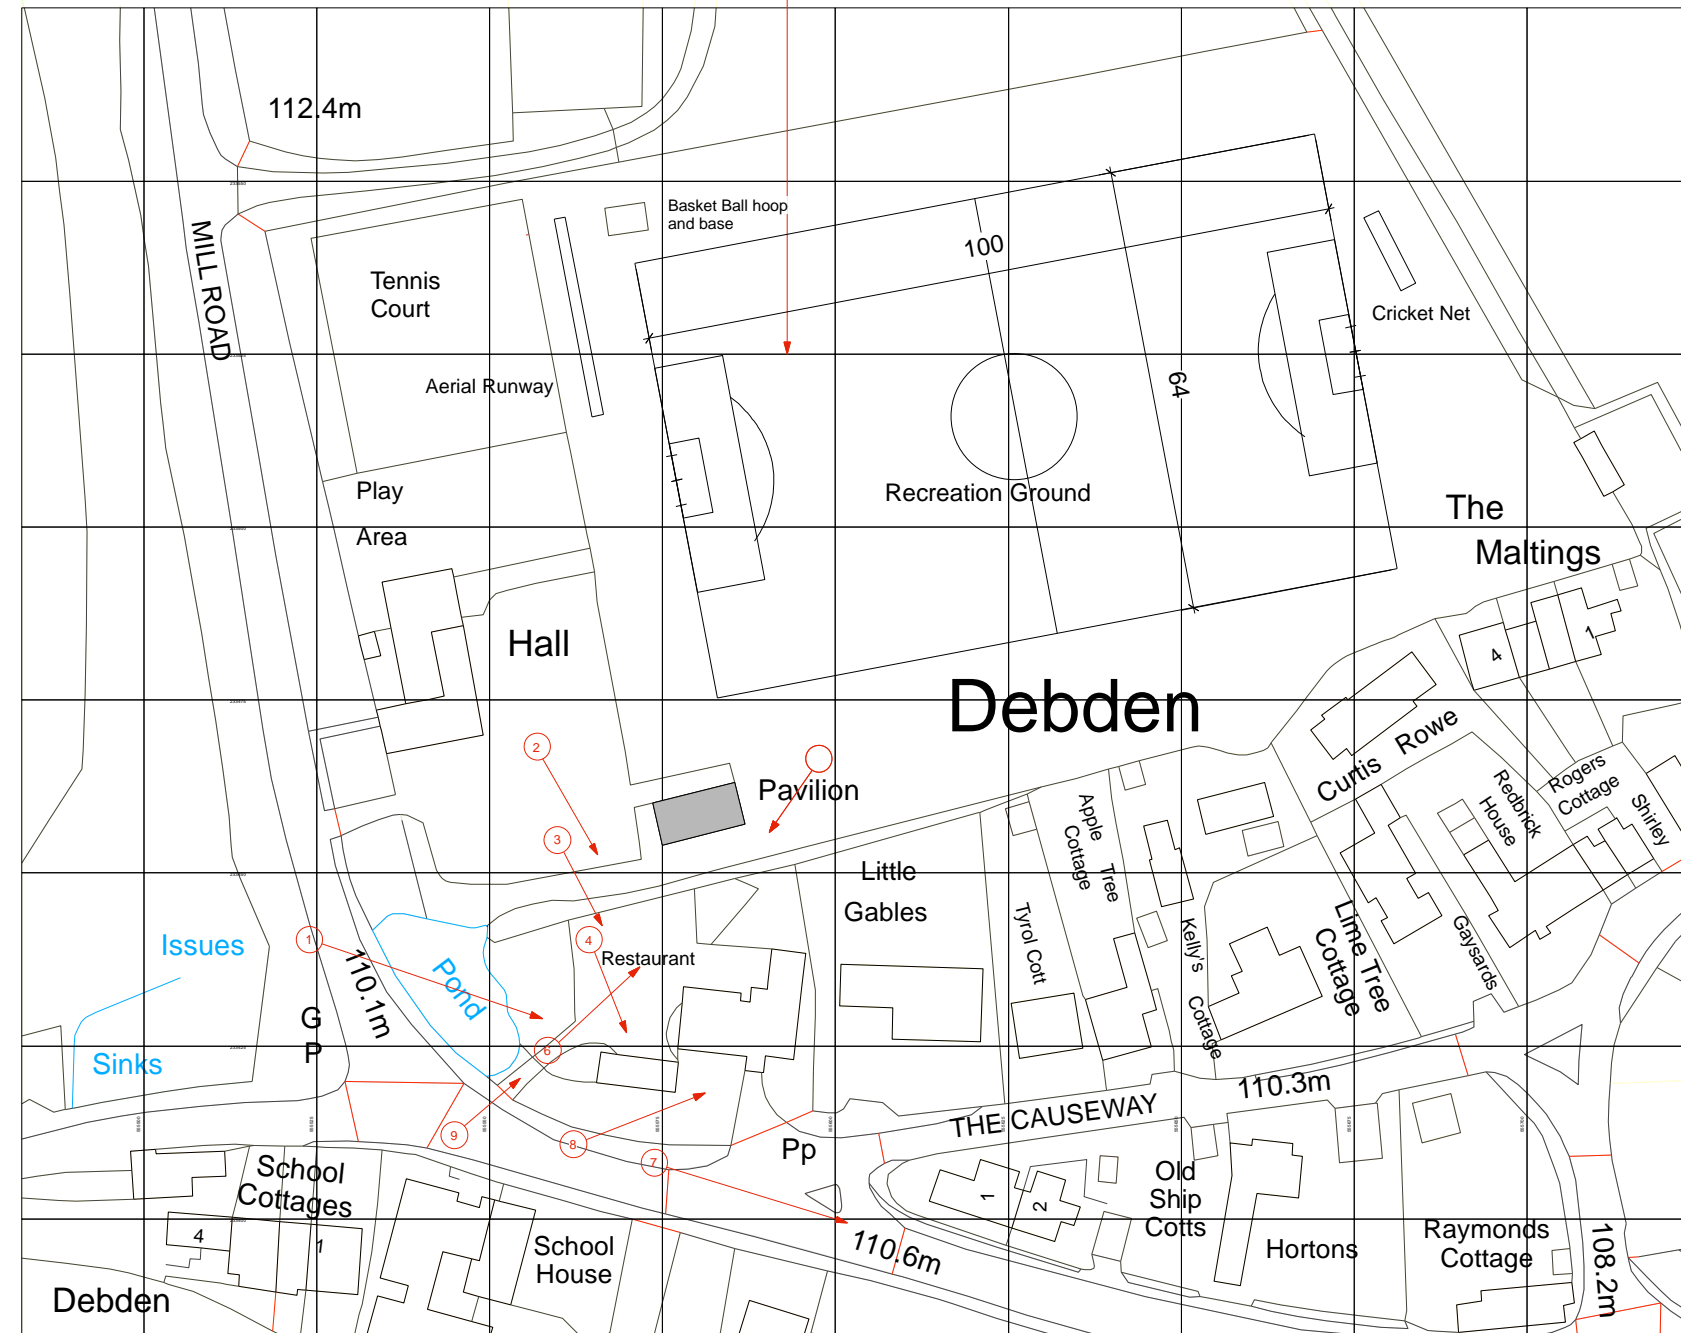 112.4m
MILL ROAD
Basket Ball hoop
and base
100
Tennis
Court
Cricket Net
Aerial Runway
64
Play
Area
Recreation Ground
The
Maltings
Hall
Debden
4
1
Curtis Rowe
2
Pavilion
Rogers
Cottage
Redbrick
House
Shirley
3
Apple Tree
Cottage
Little
Gables
Issues
1
110.1m
Pond
4
Restaurant
Tyrol Cott
Kelly's
Cottage
Lime Tree
Cottage
Gaysards
G
P
Sinks
6
110.3m
THE CAUSEWAY
9
8
7
Pp
School
Cottages
4
1
1
2
Old
Ship
Cotts
School
House
110.6m
Hortons
Raymonds
Cottage
108.2m
Debden